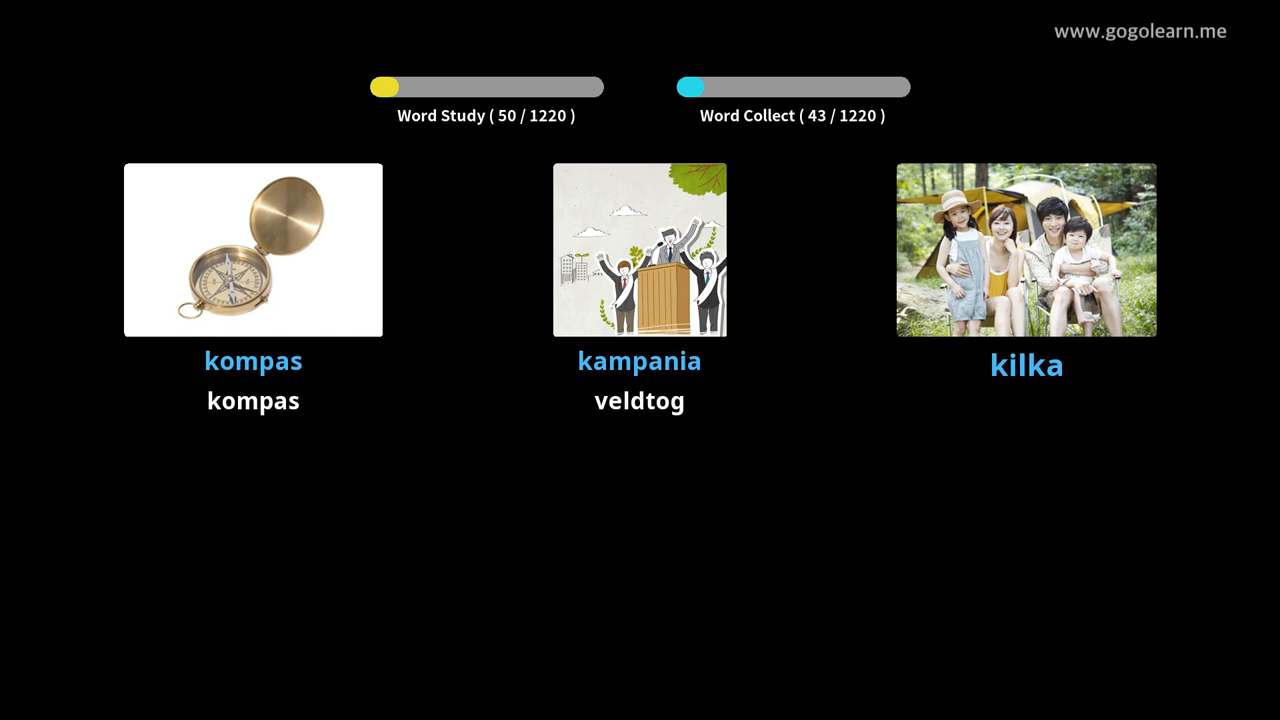 www.gogolearn.me
Word Study ( 50 / 1220 )
Word Collect ( 43 / 1220 )
kompas
kompas
kampania
veldtog
kilka